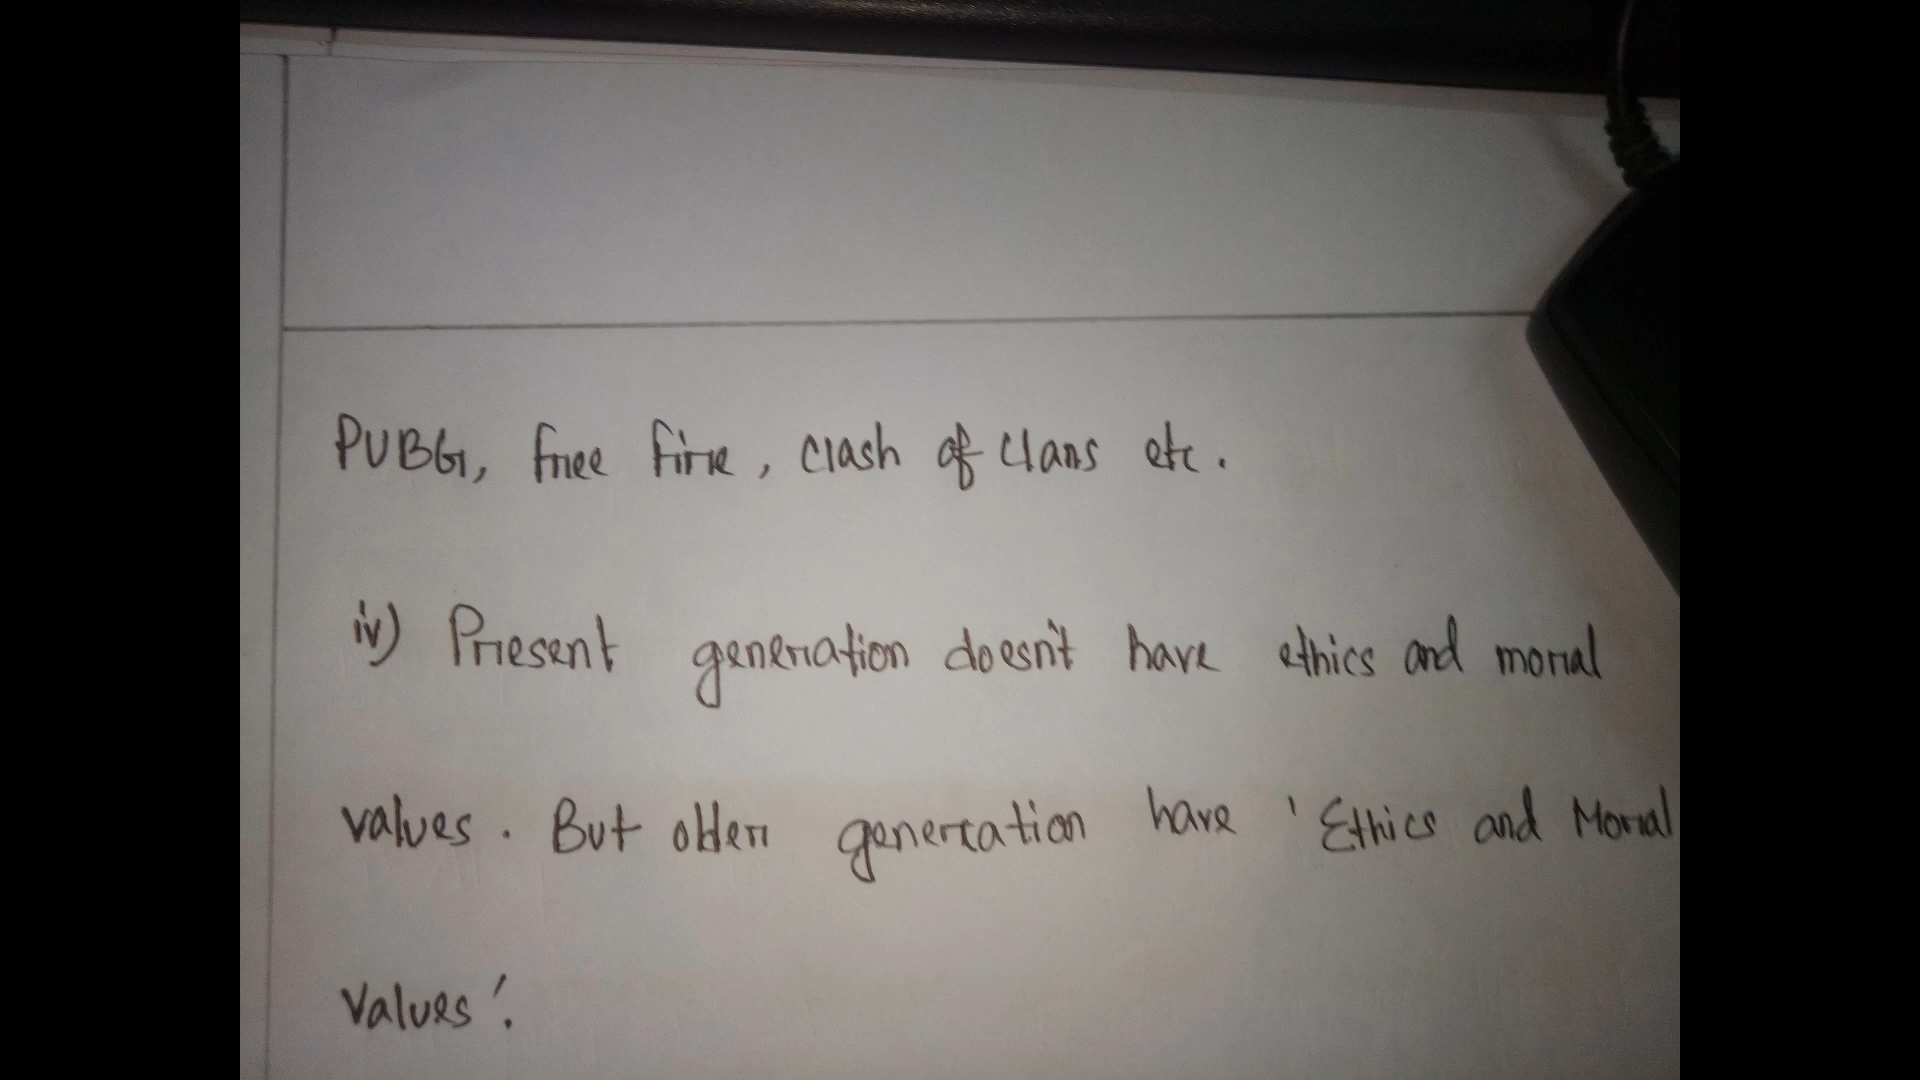 PUBG, free fire, clash of clans etc.
iv) Present generation doesn't have ethics and moral
values. But older generation have 'Ethics and Moral
Values'.